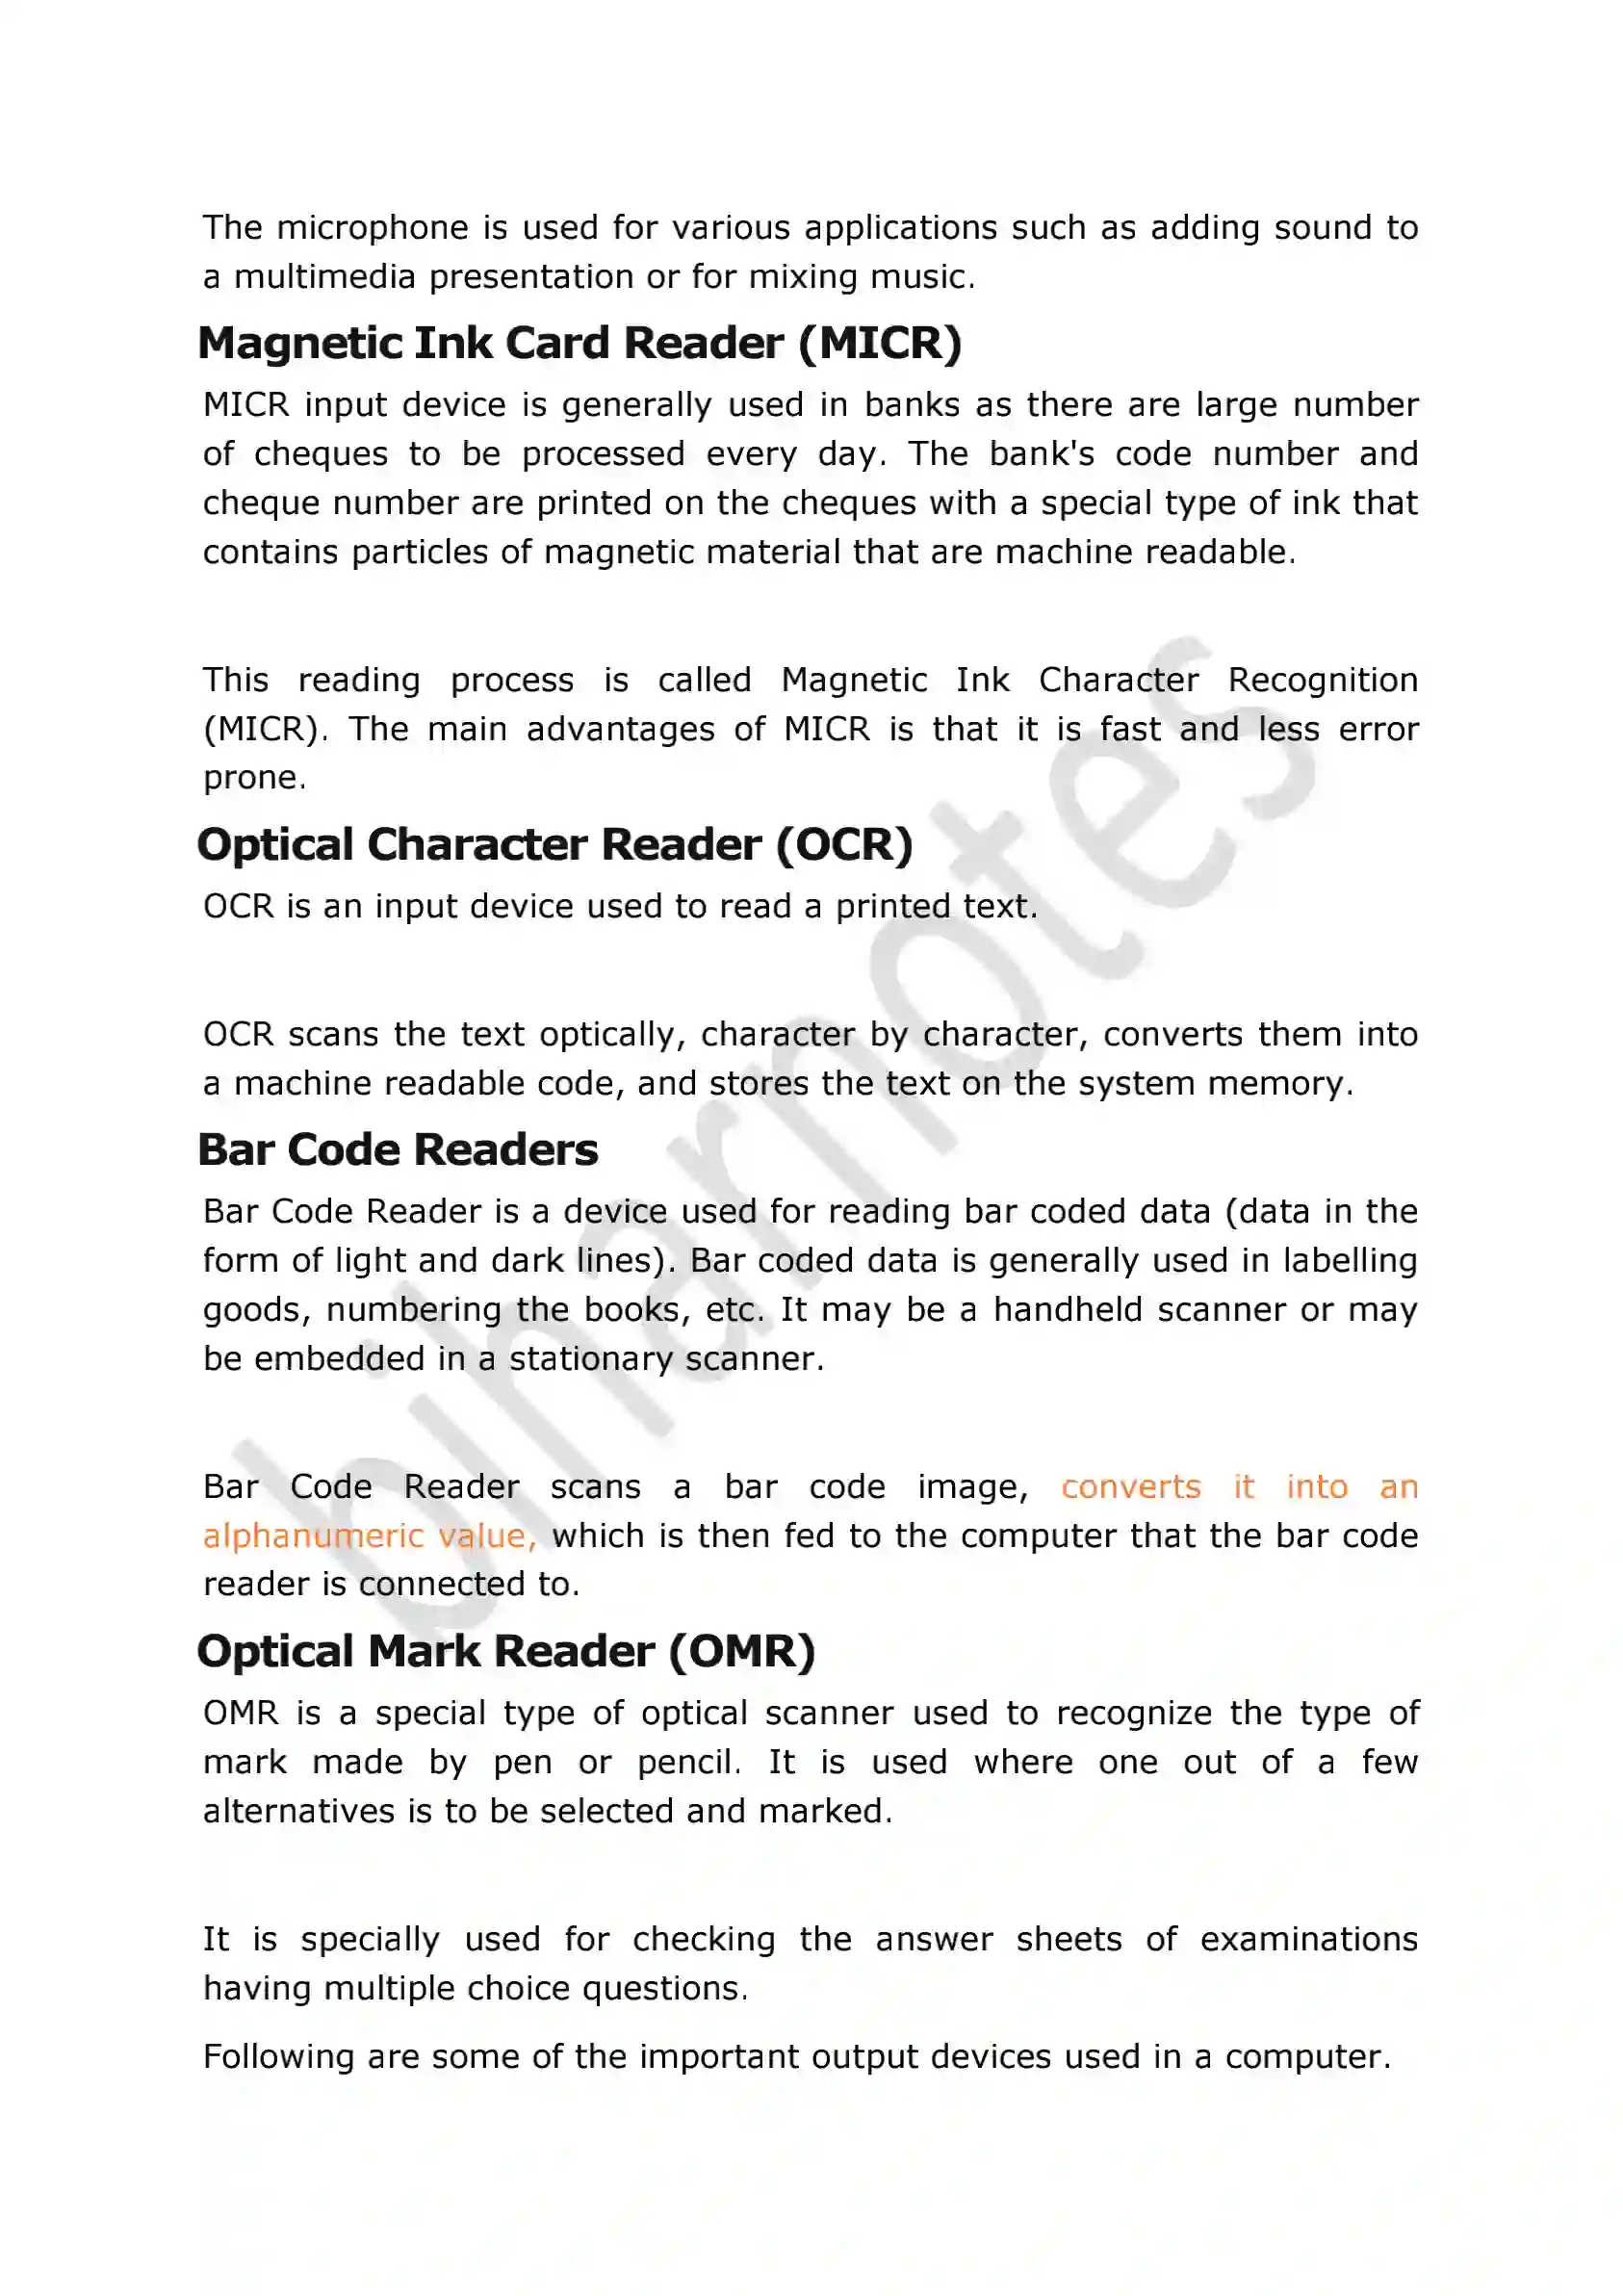 The microphone is used for various applications such as adding sound to
a multimedia presentation or for mixing music.
Magnetic Ink Card Reader (MICR)
MICR input device is generally used in banks as there are large number
of cheques to be processed every day. The bank's code number and
cheque number are printed on the cheques with a special type of ink that
contains particles of magnetic material that are machine readable.
This reading process is called Magnetic Ink Character Recognition
(MICR). The main advantages of MICR is that it is fast and less error
prone.
Optical Character Reader (OCR)
OCR is an input device used to read a printed text.
OCR scans the text optically, character by character, converts them into
a machine readable code, and stores the text on the system memory.
Bar Code Readers
Bar Code Reader is a device used for reading bar coded data (data in the
form of light and dark lines). Bar coded data is generally used in labelling
goods, numbering the books, etc. It may be a handheld scanner or may
be embedded in a stationary scanner.
Bar Code Reader scans a bar code image, converts it into an
alphanumeric value, which is then fed to the computer that the bar code
reader is connected to.
Optical Mark Reader (OMR)
OMR is a special type of optical scanner used to recognize the type of
mark made by pen or pencil. It is used where one out of a few
alternatives is to be selected and marked.
It is specially used for checking the answer sheets of examinations
having multiple choice questions.
Following are some of the important output devices used in a computer.
biharnotes